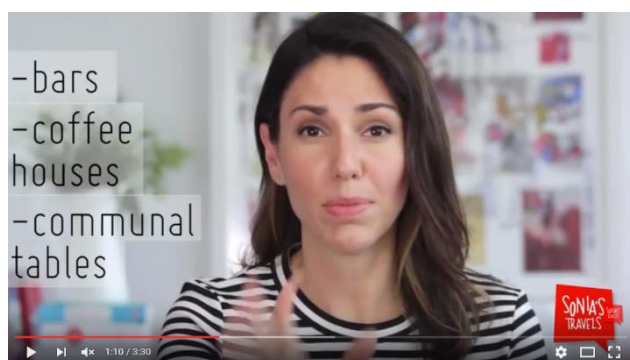 -bars
-coffee
houses
-communal
tables
SONIA'S
TRAVELS
1:10 / 3:30